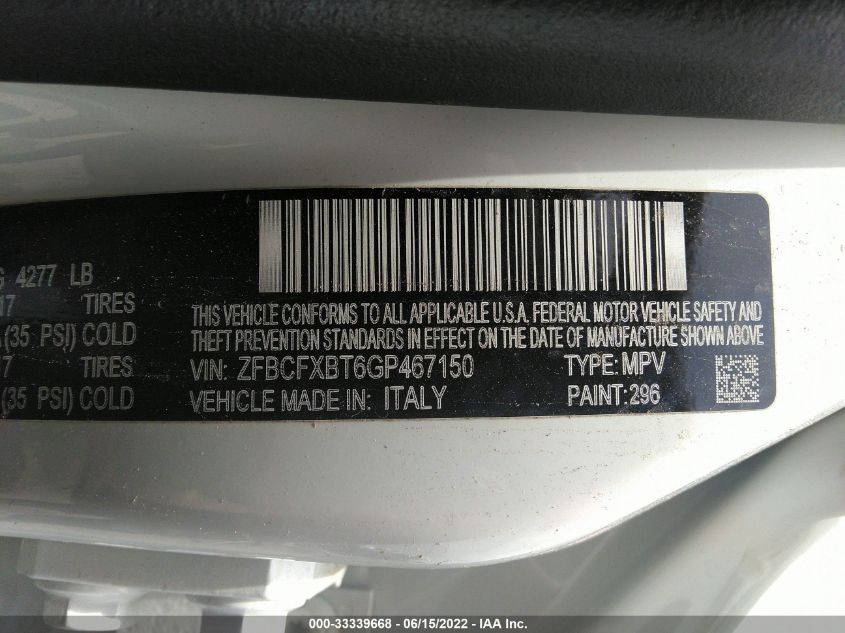 4277 LB
17 TIRES
(35 PSI) COLD
17 TIRES
(35 PSI) COLD
THIS VEHICLE CONFORMS TO ALL APPLICABLE U.S.A. FEDERAL MOTOR VEHICLE SAFETY AND
THEFT PREVENTION STANDARDS IN EFFECT ON THE DATE OF MANUFACTURE SHOWN ABOVE
VIN: ZFBCFXBT6GP467150 TYPE: MPV
VEHICLE MADE IN: ITALY PAINT: 296
000-33339668 - 06/15/2022 - IAA Inc.